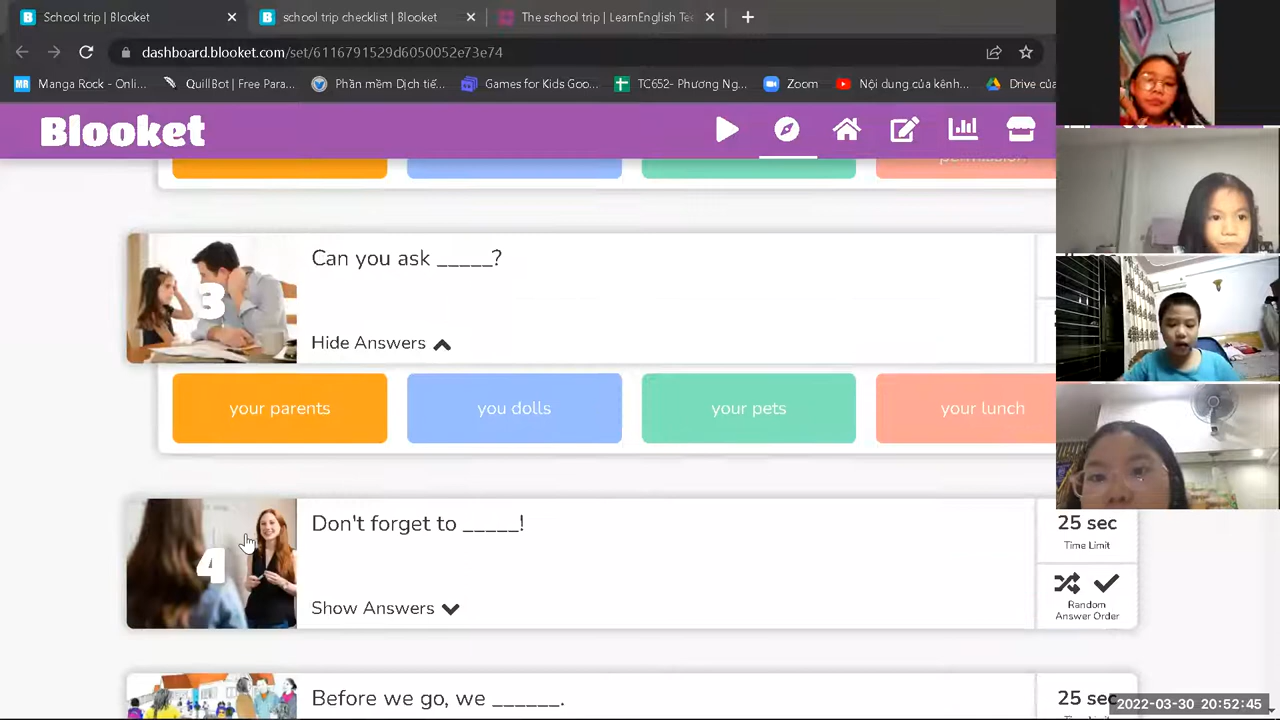 School trip | Blooket
school trip checklist | Blooket
The school trip | LearnEnglish Te
dashboard.blooket.com/set/6116791529d6050052e73e74
Manga Rock - Onli...
QuillBot | Free Para...
Phần mềm Dịch tiế...
Games for Kids Goo...
TC652- Phương N...
Zoom
Nội dung của kênh...
Drive củа
Blooket
permission
3
Can you ask _____?
Hide Answers
your parents
you dolls
your pets
your lunch
4
Don't forget to _____!
Show Answers
25 sec
Time Limit
Random
Answer Order
Before we go, we ______.
25 sec
2022-03-30 20:52:45